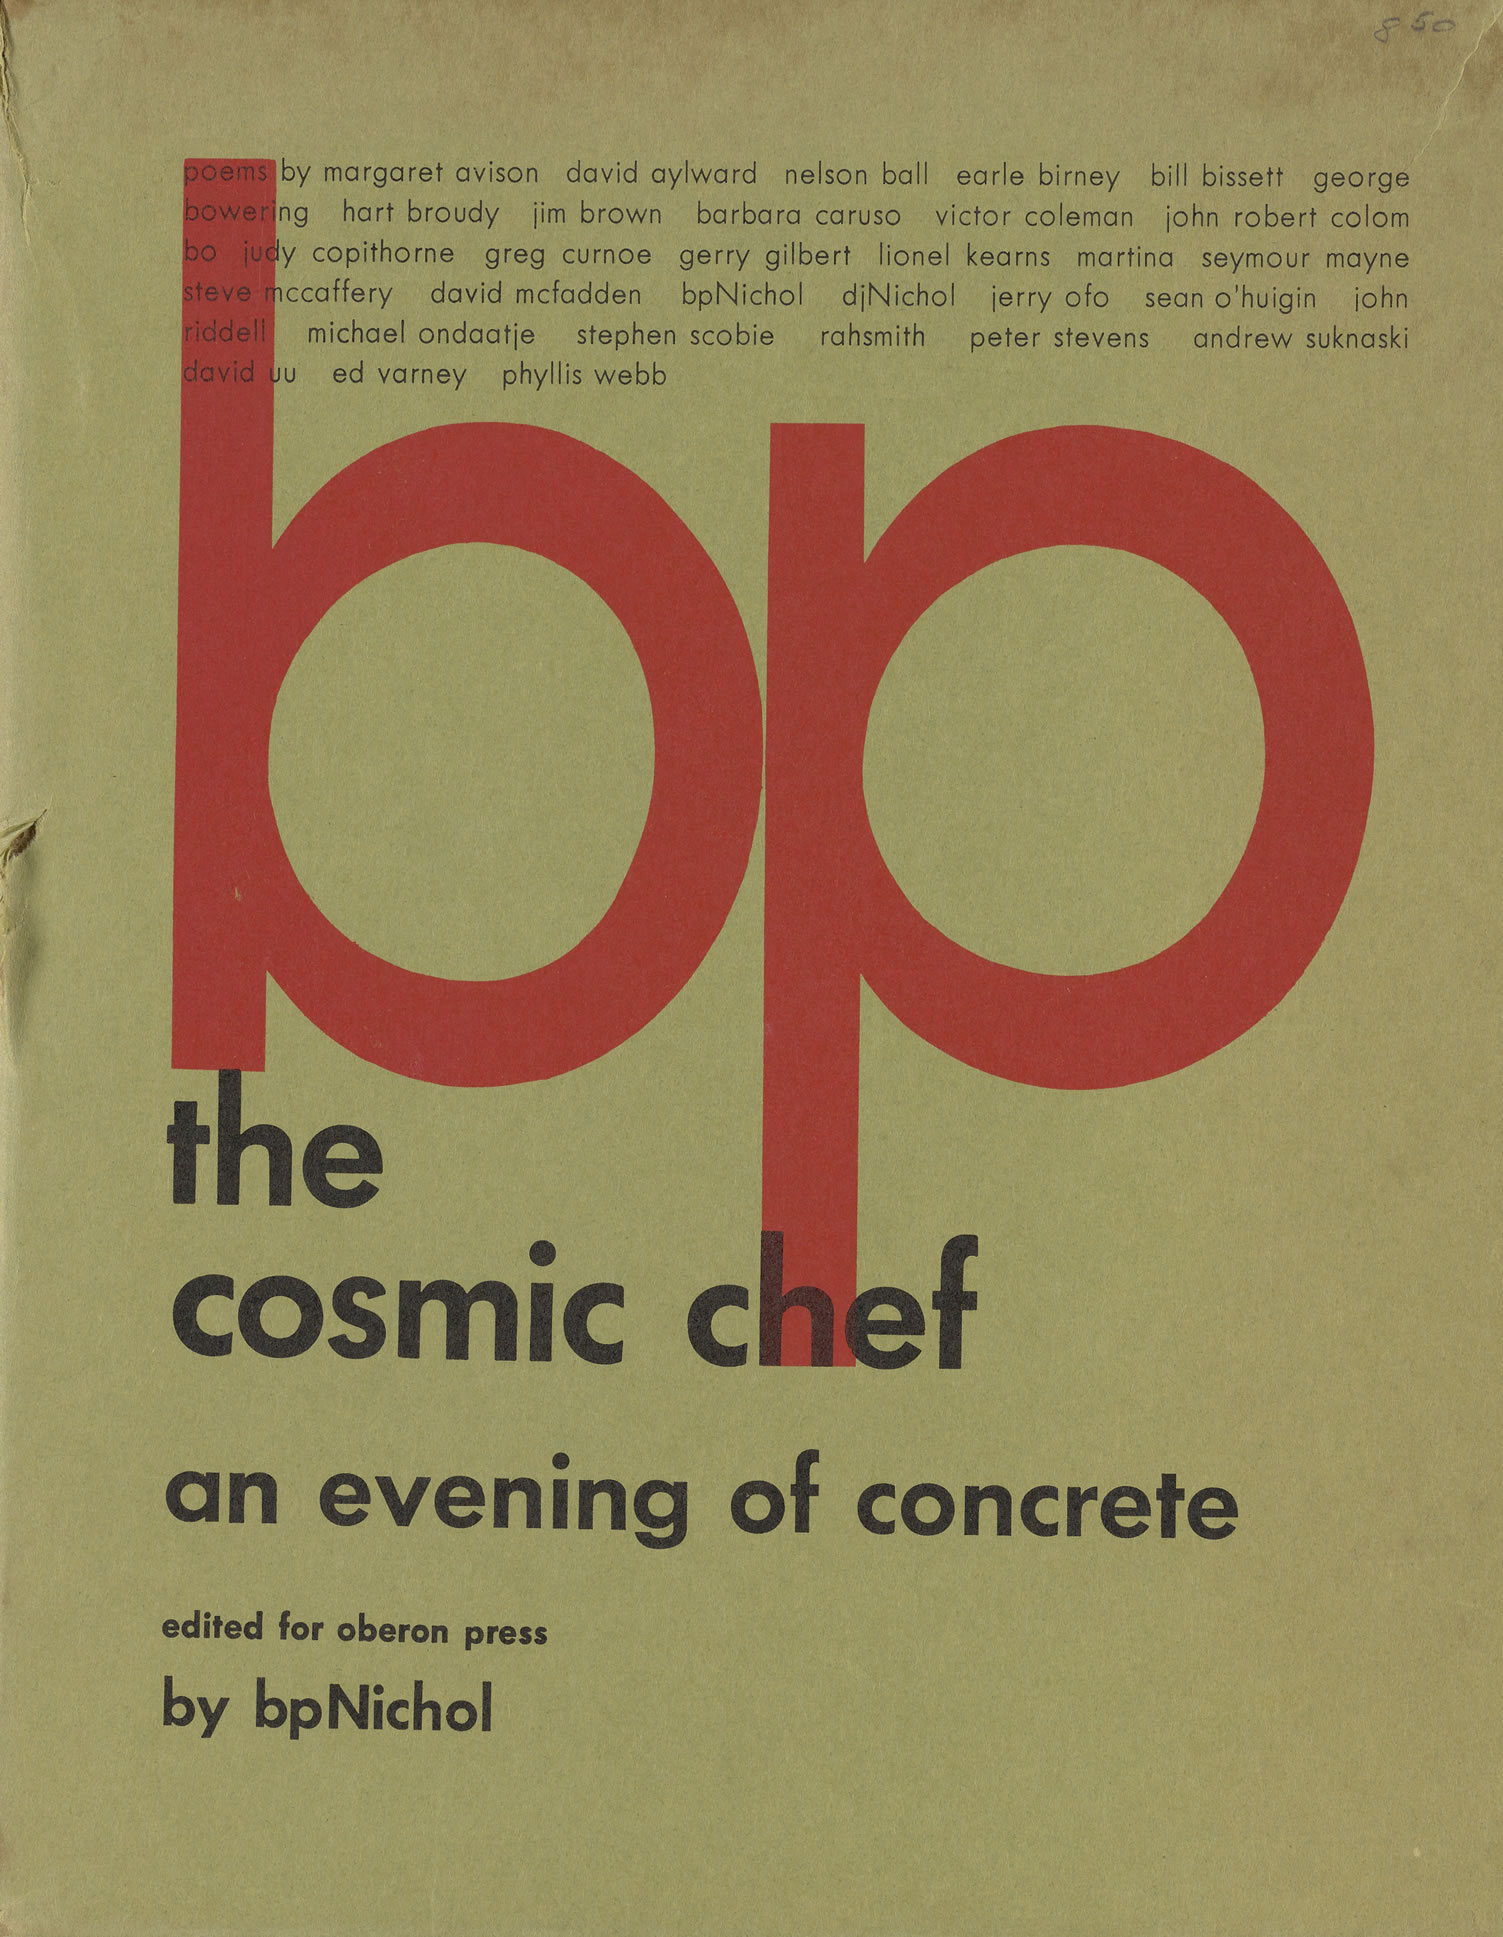 8 50
poems by margaret avison david aylward nelson ball earle birney bill bissett george
bowering hart broudy jim brown barbara caruso victor coleman john robert colom
bo judy copithorne greg curnoe gerry gilbert lionel kearns martina seymour mayne
steve mccaffery david mcfadden bpNichol djNichol jerry ofo sean o'huigin john
riddell michael ondaatje stephen scobie rahsmith peter stevens andrew suknaski
david uu ed varney phyllis webb
bp
the
cosmic chef
an evening of concrete
edited for oberon press
by bpNichol